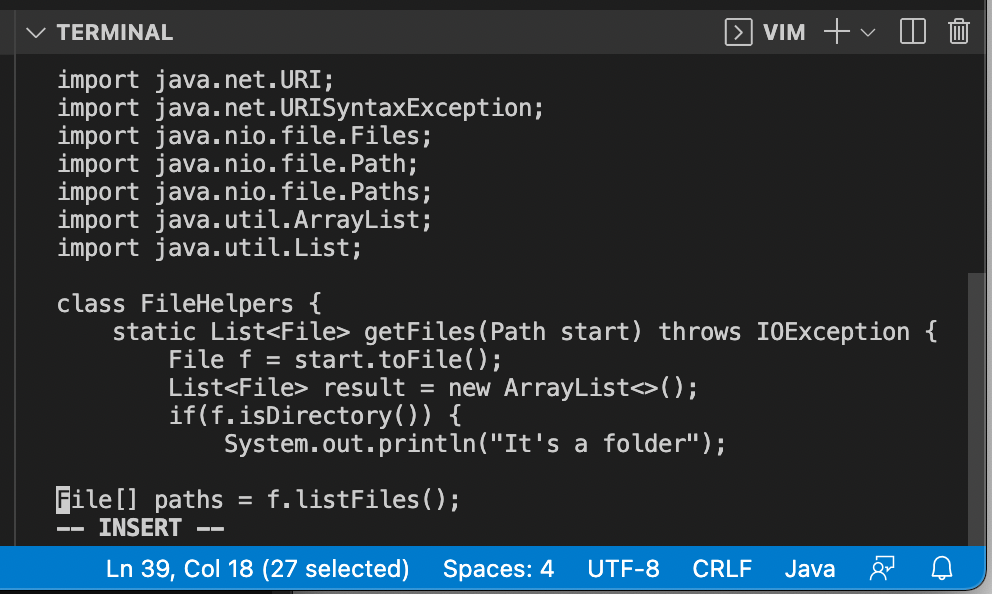 TERMINAL VIM
import java.net.URI;
import java.net.URISyntaxException;
import java.nio.file.Files;
import java.nio.file.Path;
import java.nio.file.Paths;
import java.util.ArrayList;
import java.util.List;
class FileHelpers {
    static List<File> getFiles(Path start) throws IOException {
        File f = start.toFile();
        List<File> result = new ArrayList<>();
        if(f.isDirectory()) {
            System.out.println("It's a folder");
File[] paths = f.listFiles();
-- INSERT --
Ln 39, Col 18 (27 selected) Spaces: 4 UTF-8 CRLF Java